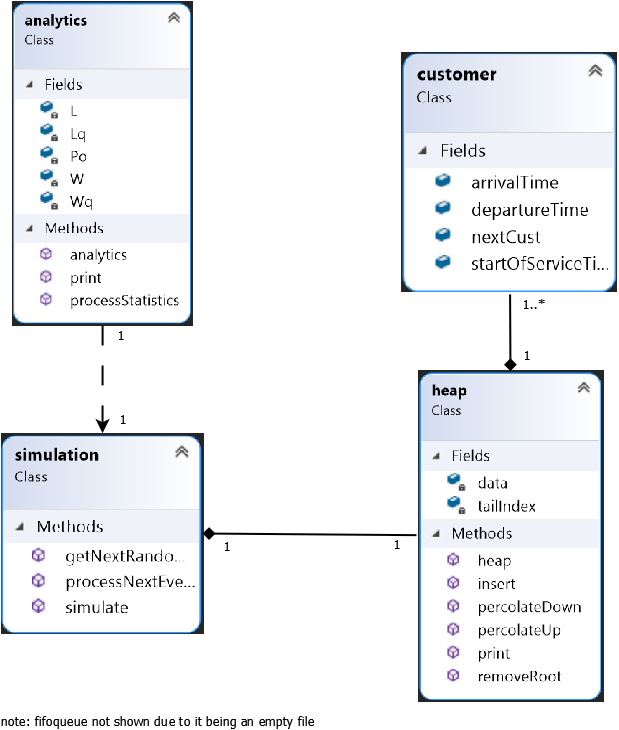 analytics
Class
Fields
L
Lq
Po
W
Wq
Methods
analytics
print
processStatistics
1
1
customer
Class
Fields
arrivalTime
departureTime
nextCust
startOfServiceTi...
1..*
1
heap
Class
Fields
data
tailIndex
Methods
heap
insert
percolateDown
percolateUp
print
removeRoot
simulation
Class
Methods
getNextRando...
processNextEve...
simulate
1
1
note: fifoqueue not shown due to it being an empty file